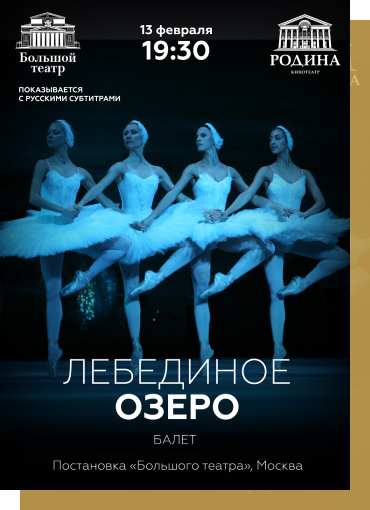 Большой
театр
13 февраля
19:30
РОДИНА
КИНОТЕАТР
ПОКАЗЫВАЕТСЯ
С РУССКИМИ СУБТИТРАМИ
ЛЕБЕДИНОЕ
ОЗЕРО
БАЛЕТ
Постановка «Большого театра», Москва